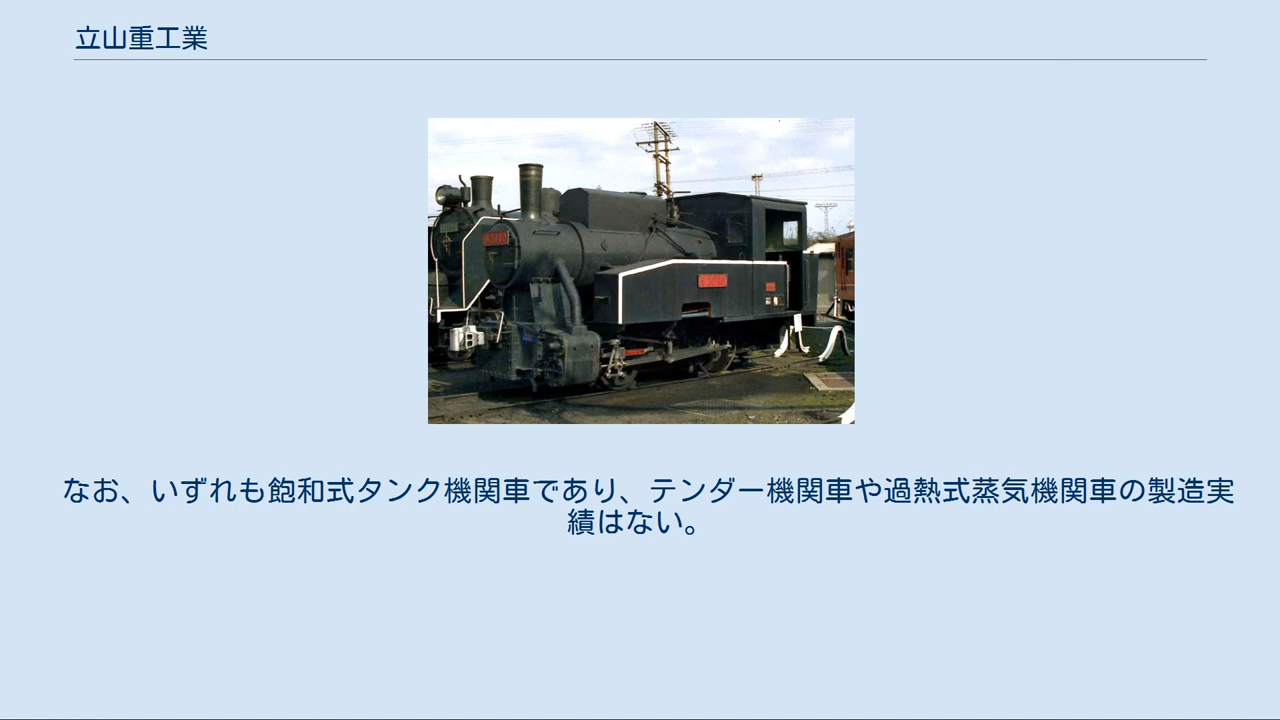 立山重工業
なお、いずれも飽和式タンク機関車であり、テンダー機関車や過熱式蒸気機関車の製造実
績はない。